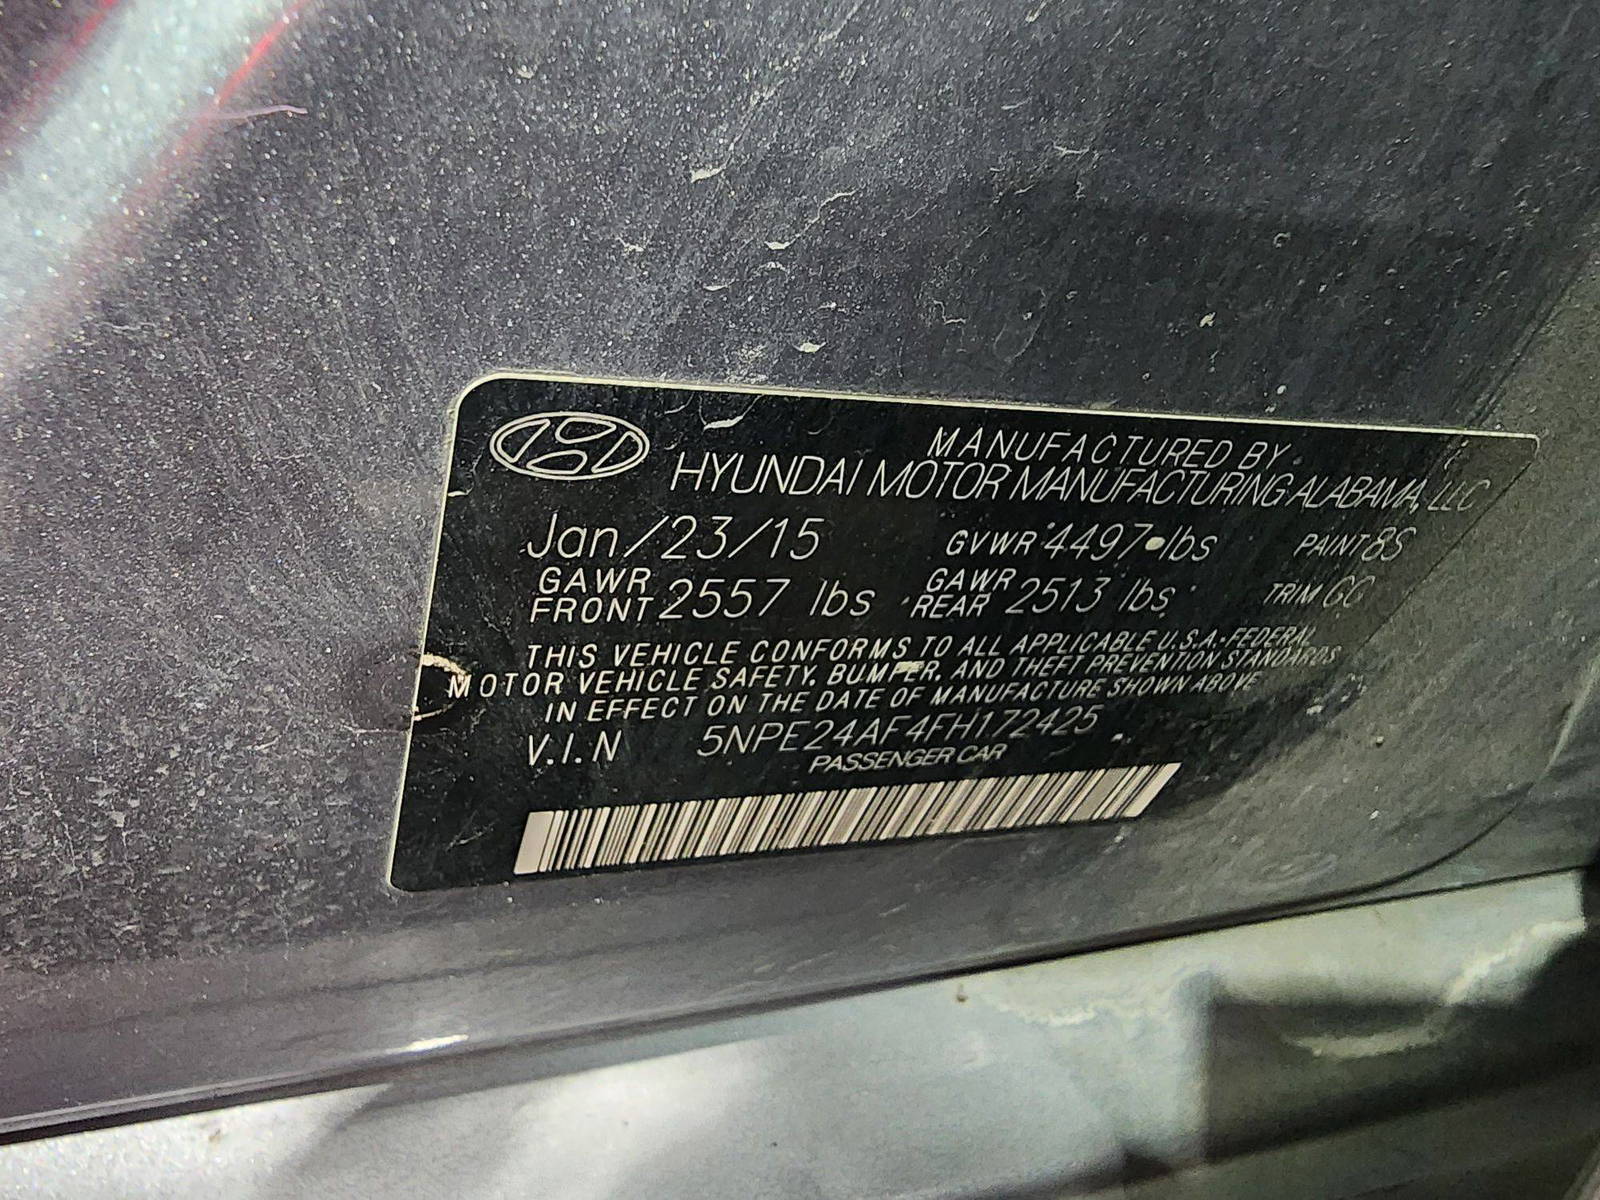 MANUFACTURED BY
HYUNDAI MOTOR MANUFACTURING ALABAMA, LLC
Jan/23/15 GVWR 4497 lbs PAINT 8S
GAWR FRONT 2557 lbs GAWR REAR 2513 lbs TRIM GC
THIS VEHICLE CONFORMS TO ALL APPLICABLE U.S.A. FEDERAL
MOTOR VEHICLE SAFETY, BUMPER, AND THEFT PREVENTION STANDARDS
IN EFFECT ON THE DATE OF MANUFACTURE SHOWN ABOVE
V.I.N 5NPE24AF4FH172425
PASSENGER CAR